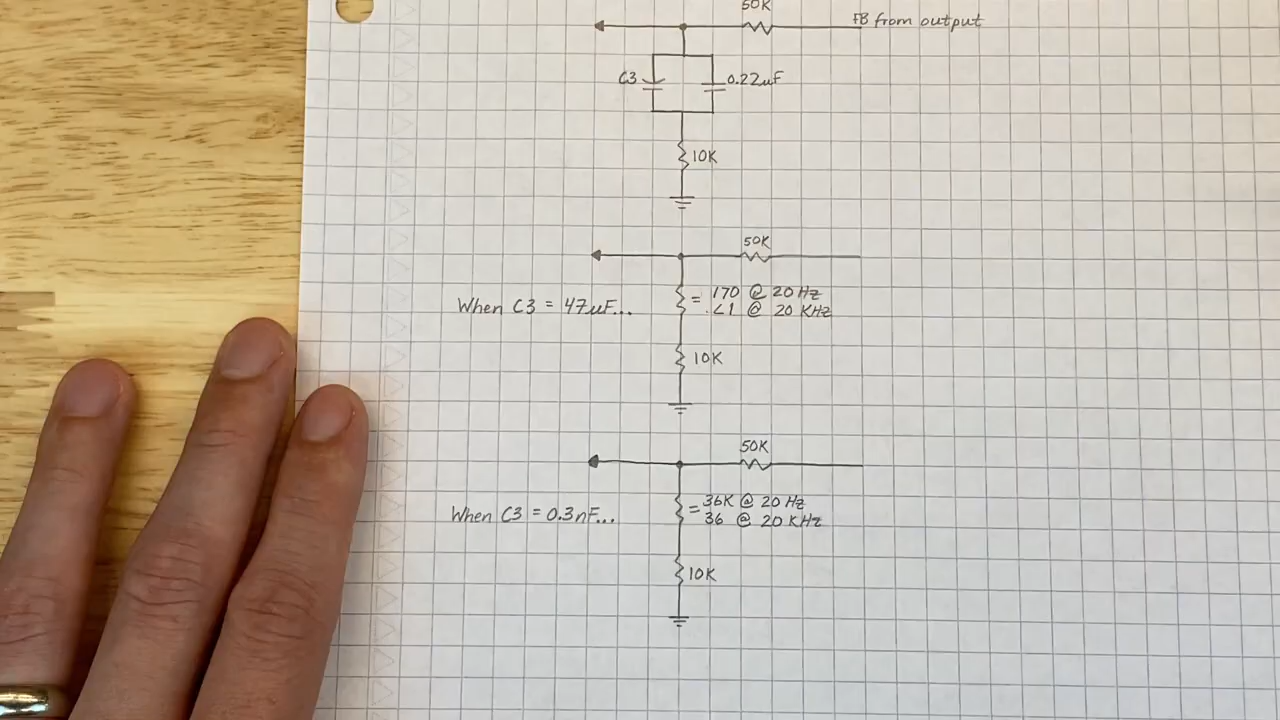 50K
FB from output
C3
0.22uF
10K
50K
When C3 = 47uF...
= 170 @ 20 Hz
<1 @ 20 KHz
10K
50K
When C3 = 0.3nF...
= 36K @ 20 Hz
36 @ 20 KHz
10K